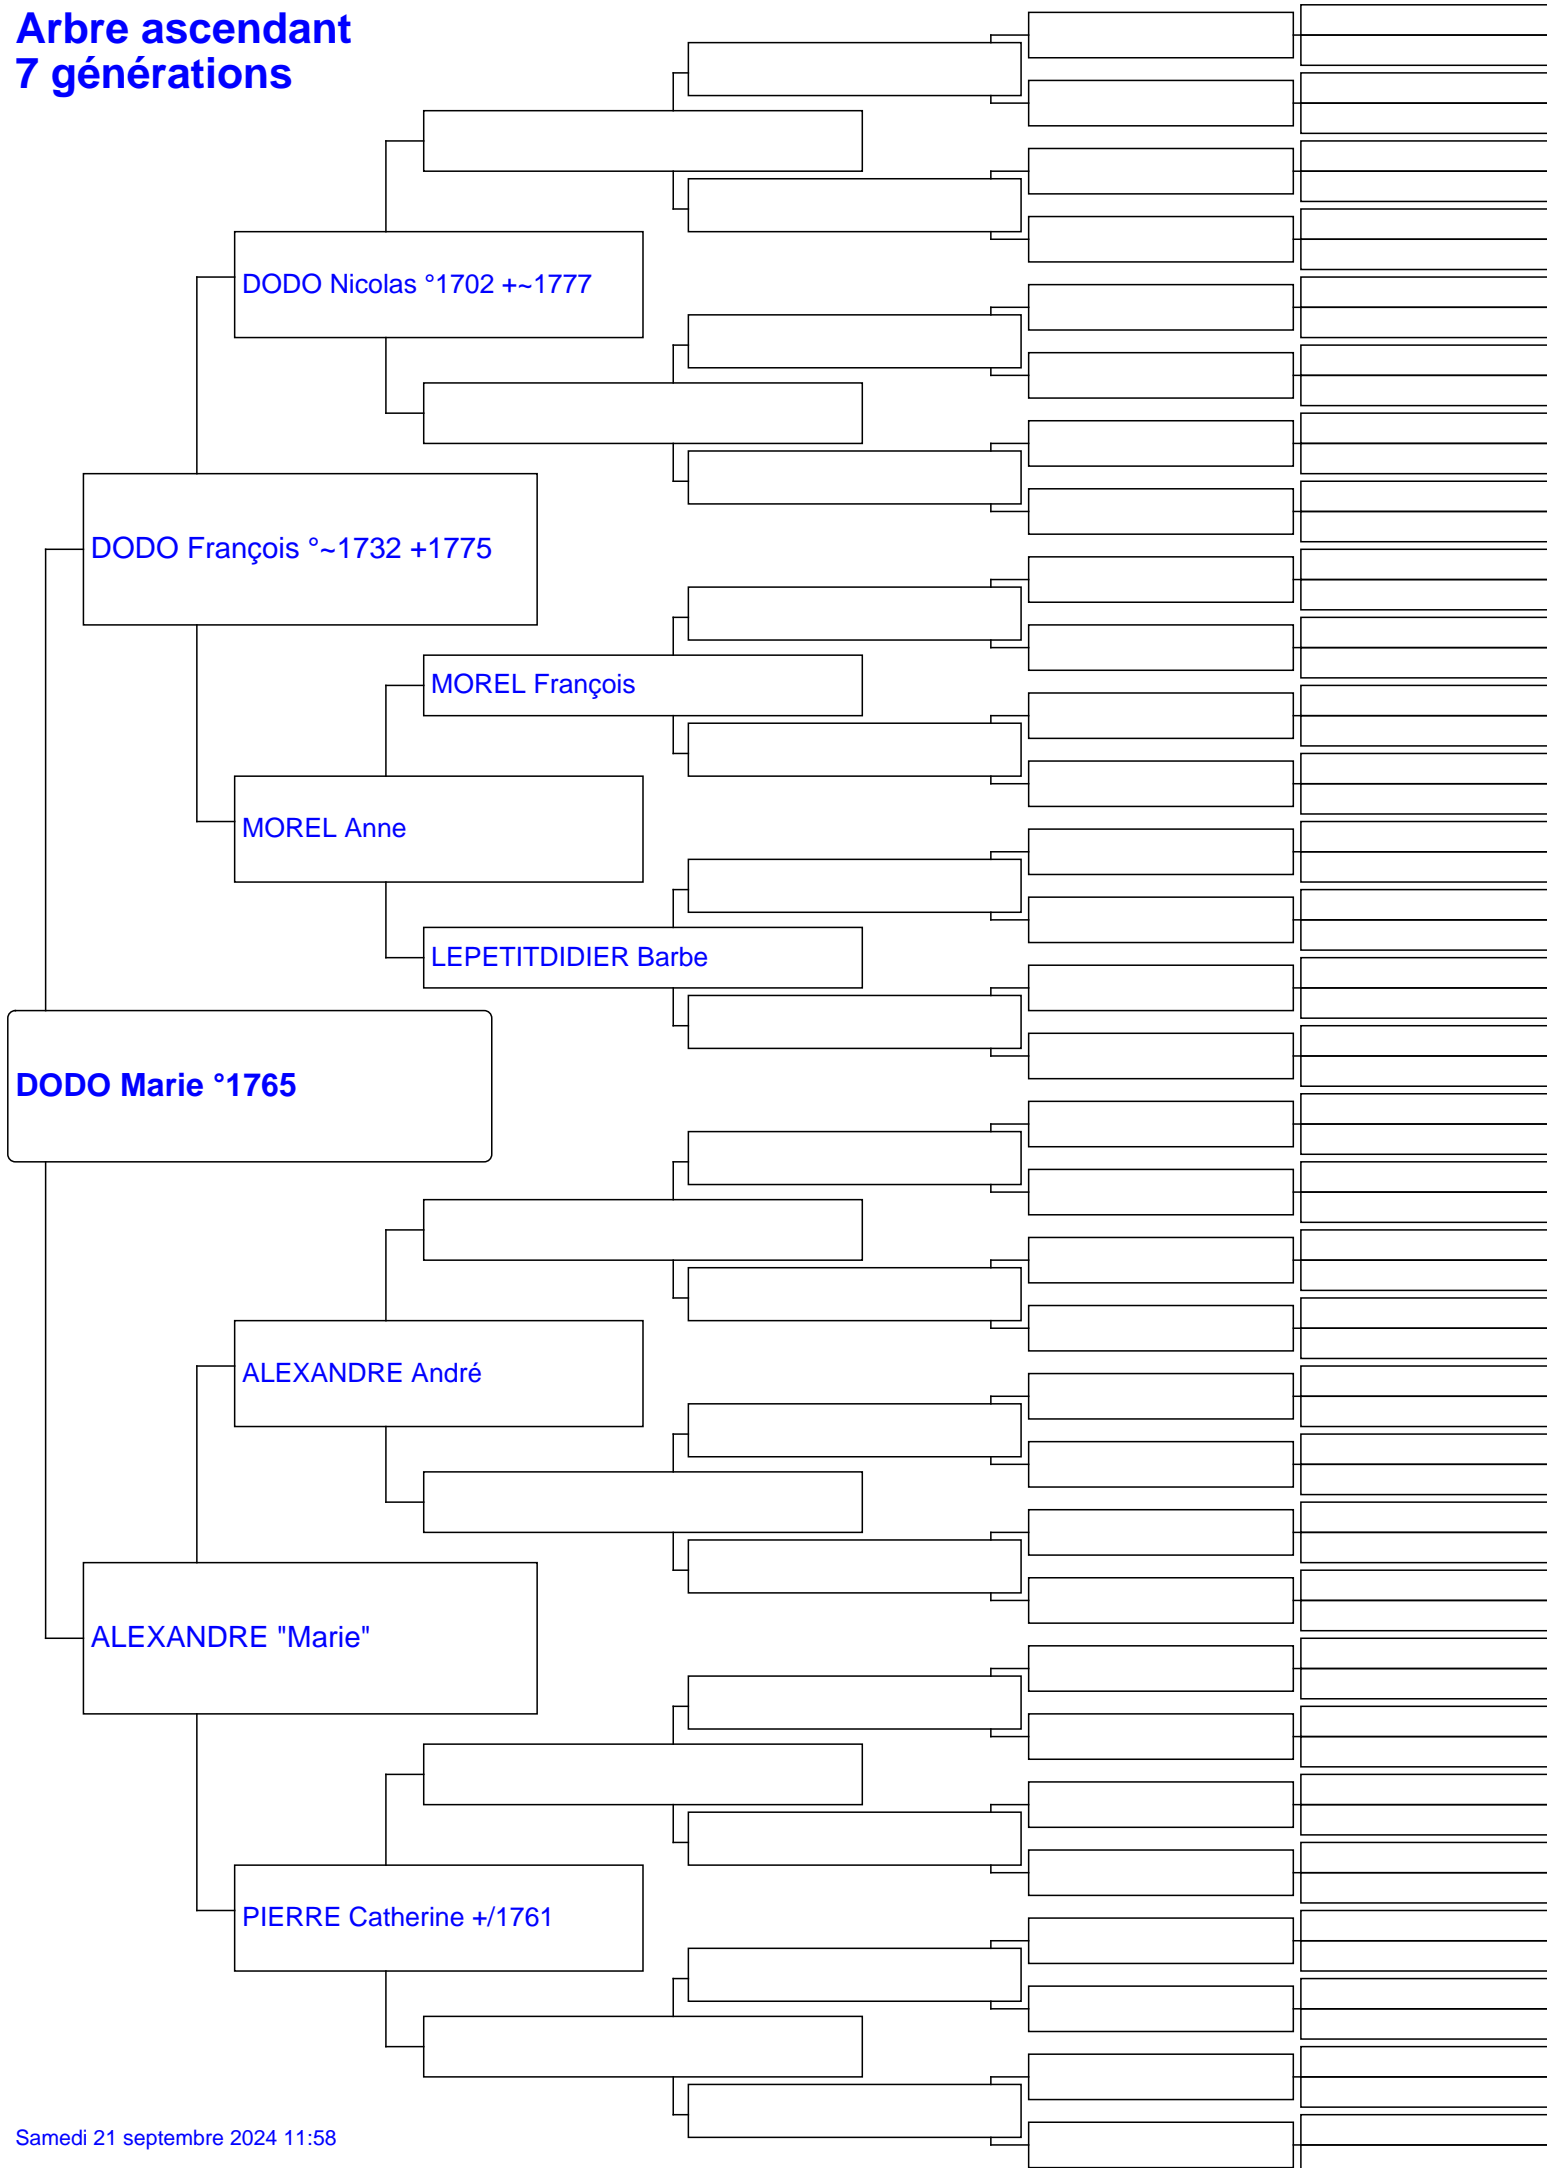 Arbre ascendant
7 générations
DODO Nicolas °1702 +~1777
DODO François °~1732 +1775
MOREL François
MOREL Anne
LEPETITDIDIER Barbe
DODO Marie °1765
ALEXANDRE André
ALEXANDRE "Marie"
PIERRE Catherine +/1761
Samedi 21 septembre 2024 11:58